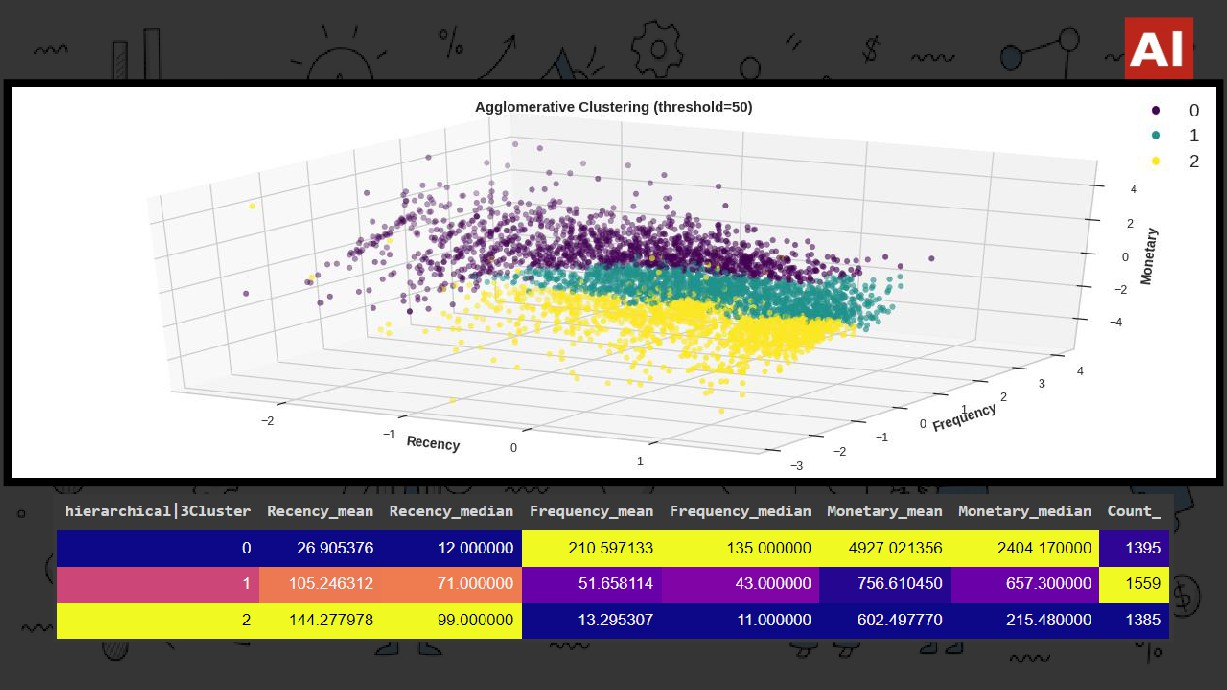 AI
Agglomerative Clustering (threshold=50)
0
1
2
4
2
0
−2
−4
Monetary
−2
−1
0
1
Recency
−3
−2
−1
0
1
2
3
4
Frequency
hierarchical|3Cluster Recency_mean Recency_median Frequency_mean Frequency_median Monetary_mean Monetary_median Count_
0 26.905376 12.000000 210.597133 135.000000 4927.021356 2404.170000 1395
1 105.246312 71.000000 51.658114 43.000000 756.610450 657.300000 1559
2 144.277978 99.000000 13.295307 11.000000 602.497770 215.480000 1385